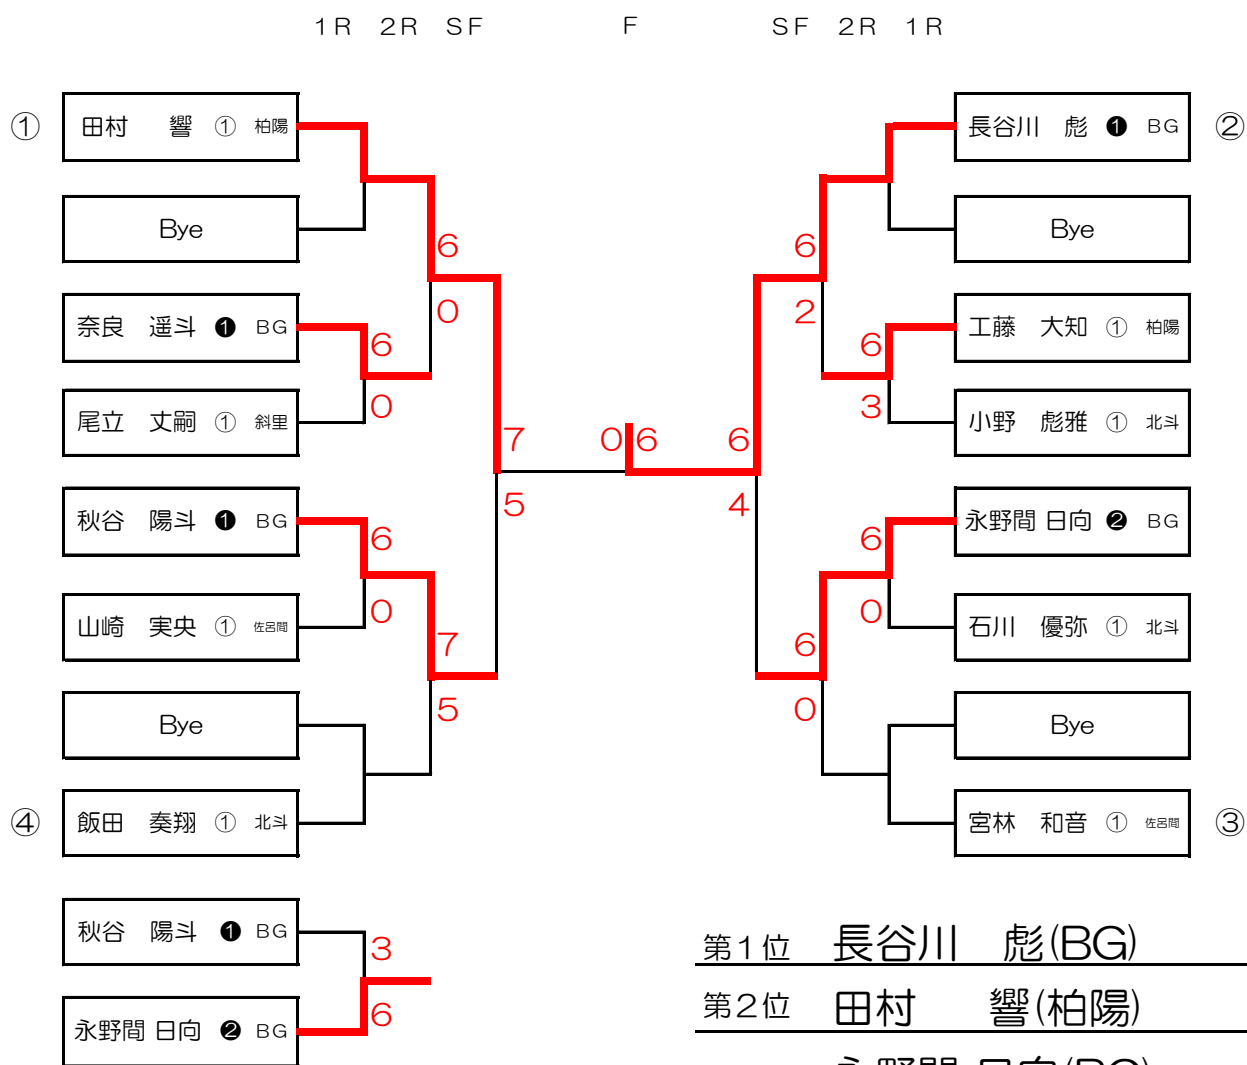 1R 2R SF F SF 2R 1R
① 田村 響 ① 柏陽
Bye
奈良 遥斗 ❶ BG
尾立 丈嗣 ① 斜里
秋谷 陽斗 ❶ BG
山崎 実央 ① 佐呂間
Bye
④ 飯田 奏翔 ① 北斗
6
0
6
0
6
0
7
5
7
5
0 6
長谷川 彪 ❶ BG ②
Bye
工藤 大知 ① 柏陽
小野 彪雅 ① 北斗
永野間 日向 ❷ BG
石川 優弥 ① 北斗
Bye
宮林 和音 ① 佐呂間 ③
6
2
6
3
6
4
6
0
6
0
秋谷 陽斗 ❶ BG
永野間 日向 ❷ BG
3
6
第1位 長谷川 彪(BG)
第2位 田村 響(柏陽)
永野間 日向(BG)